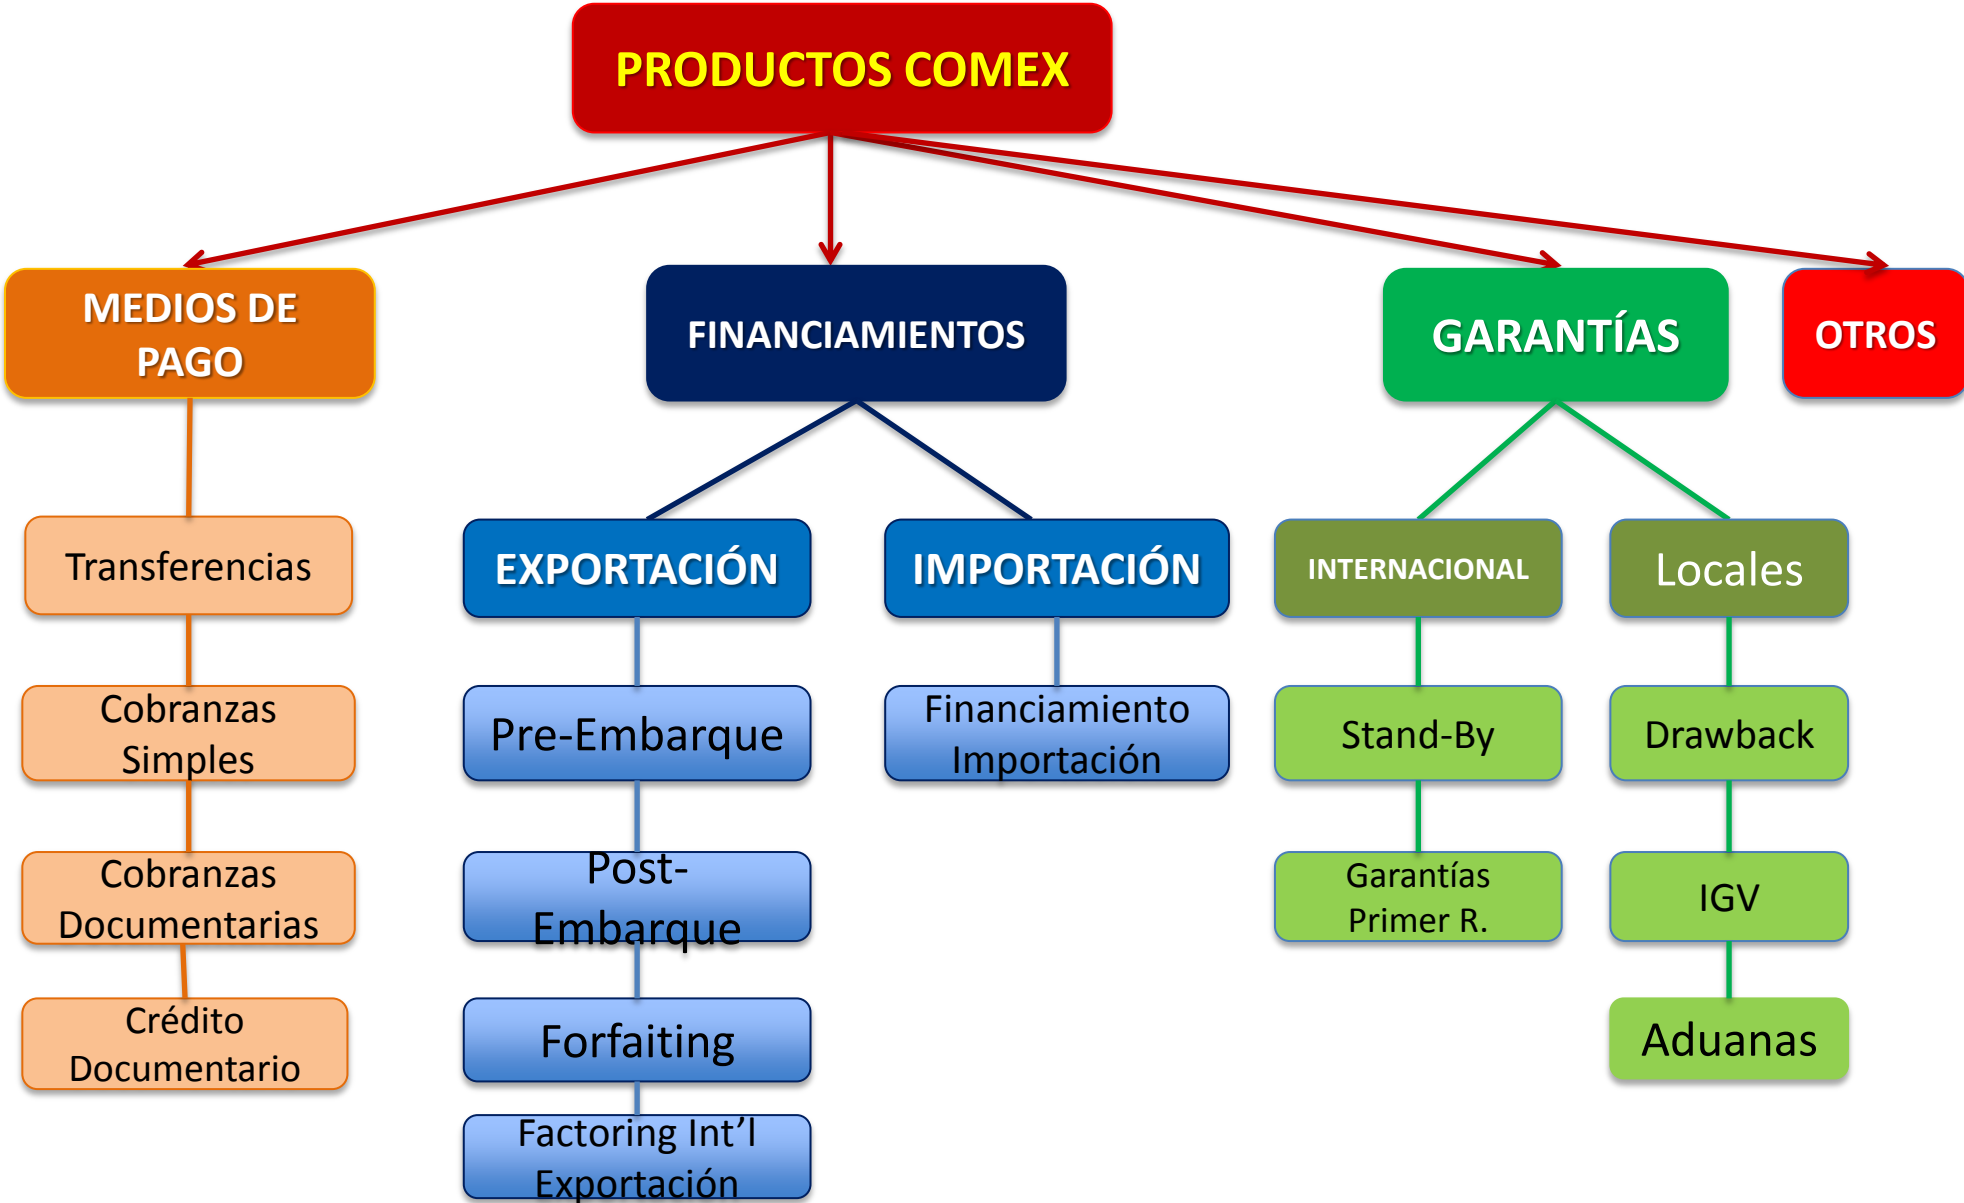 PRODUCTOS COMEX
MEDIOS DE
PAGO
FINANCIAMIENTOS
GARANTÍAS
OTROS
Transferencias
EXPORTACIÓN
IMPORTACIÓN
INTERNACIONAL
Locales
Cobranzas
Simples
Pre-Embarque
Financiamiento
Importación
Stand-By
Drawback
Cobranzas
Documentarias
Post-
Embarque
Garantías
Primer R.
IGV
Crédito
Documentario
Forfaiting
Aduanas
Factoring Int’l
Exportación